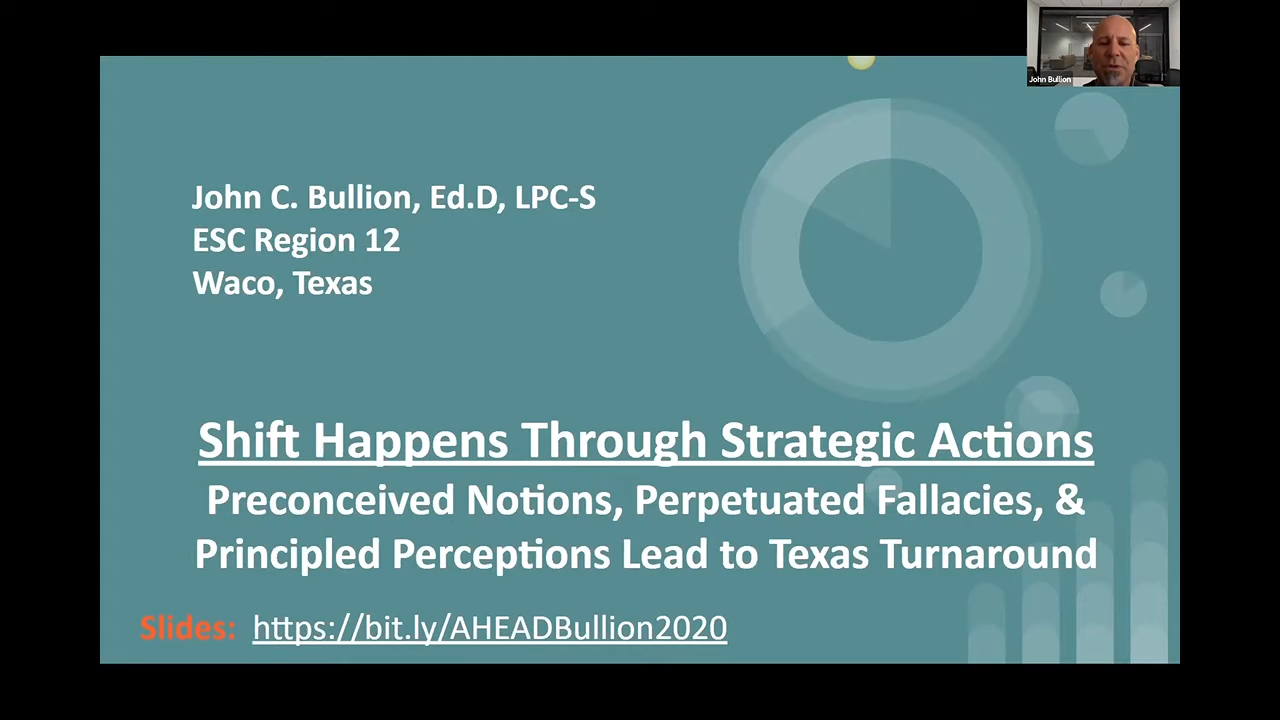 John Bullion
John C. Bullion, Ed.D, LPC-S
ESC Region 12
Waco, Texas
Shift Happens Through Strategic Actions
Preconceived Notions, Perpetuated Fallacies, &
Principled Perceptions Lead to Texas Turnaround
Slides: https://bit.ly/AHEADBullion2020